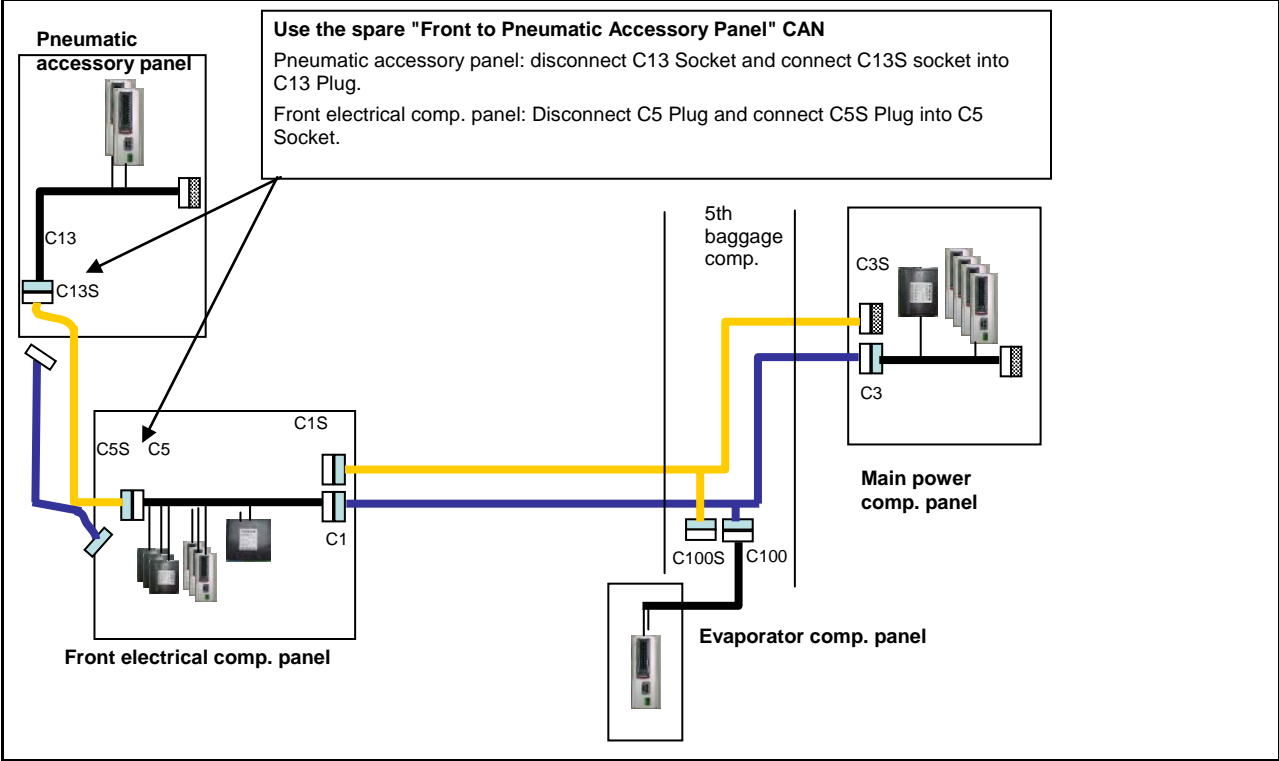 Pneumatic
accessory panel
Use the spare "Front to Pneumatic Accessory Panel" CAN
Pneumatic accessory panel: disconnect C13 Socket and connect C13S socket into
C13 Plug.
Front electrical comp. panel: Disconnect C5 Plug and connect C5S Plug into C5
Socket.
C13
C13S
5th
baggage
comp.
C3S
C3
C1S
C5S C5
C1
C100S C100
Main power
comp. panel
Evaporator comp. panel
Front electrical comp. panel